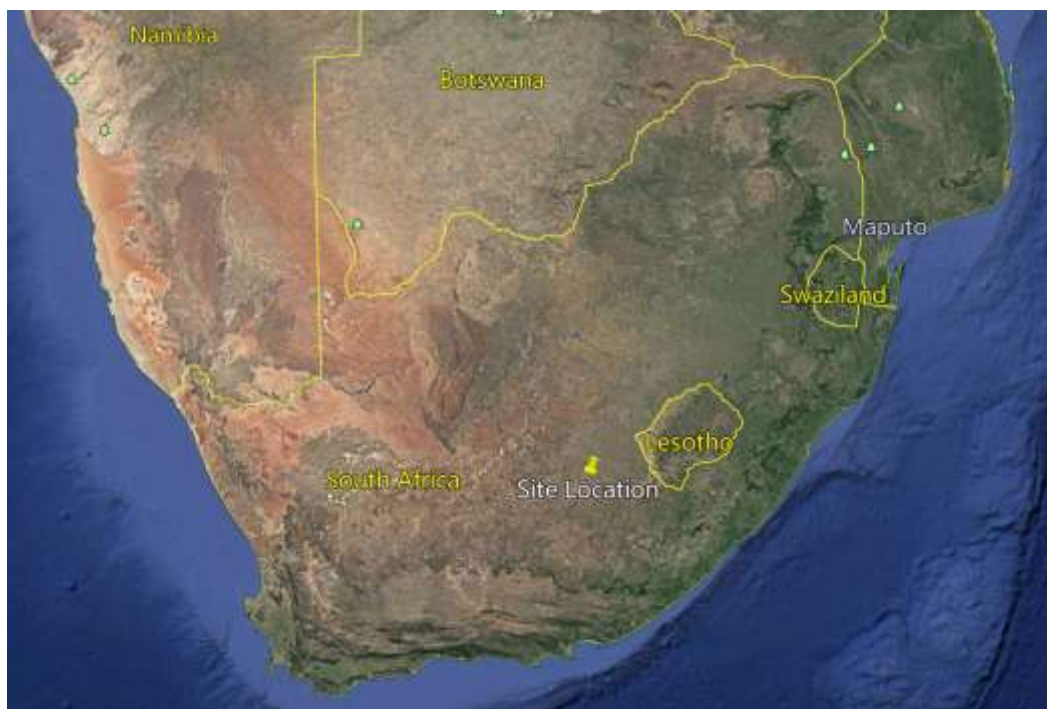 Namibia
Botswana
Maputo
Swaziland
Lesotho
South Africa
Site Location